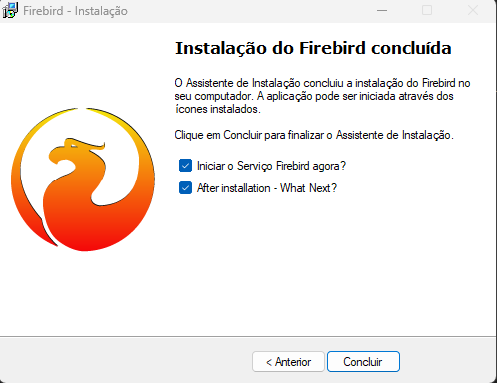 Firebird - Instalação
Instalação do Firebird concluída
O Assistente de Instalação concluiu a instalação do Firebird no
seu computador. A aplicação pode ser iniciada através dos
ícones instalados.
Clique em Concluir para finalizar o Assistente de Instalação.
Iniciar o Serviço Firebird agora?
After installation - What Next?
< Anterior
Concluir